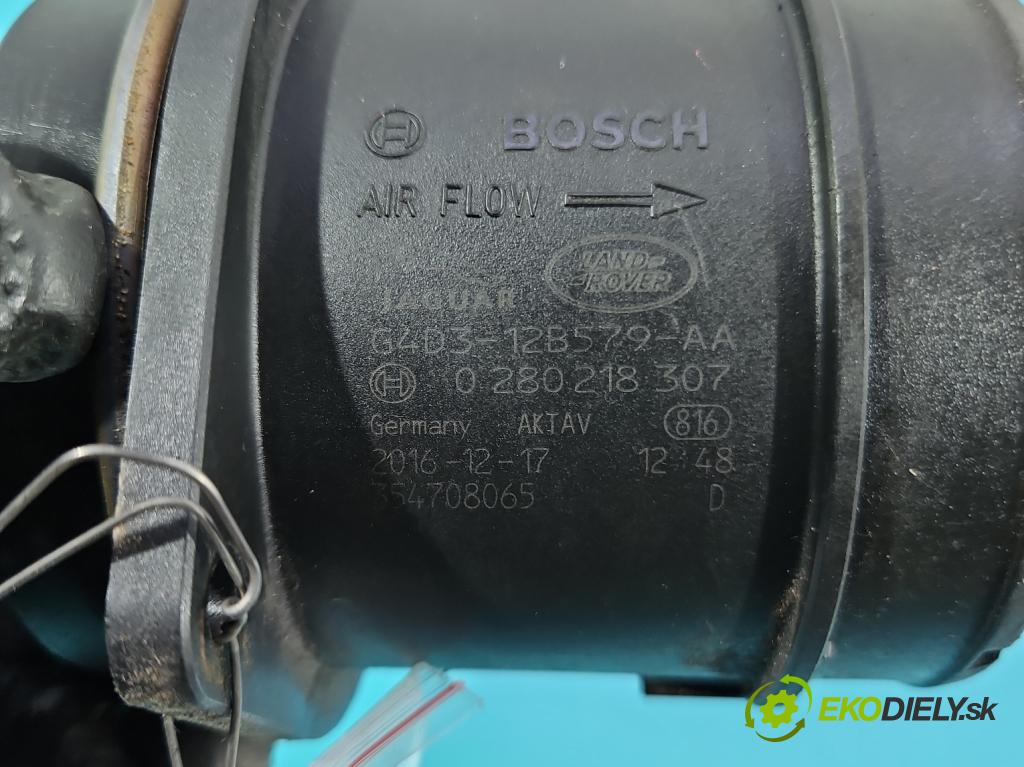 BOSCH
AIR FLOW
LAND ROVER
JAGUAR
G4D3-12B579-AA
0 280 218 307
Germany AKTAV 816
2016-12-17 12 48
354708065 D
EKODIELY.sk